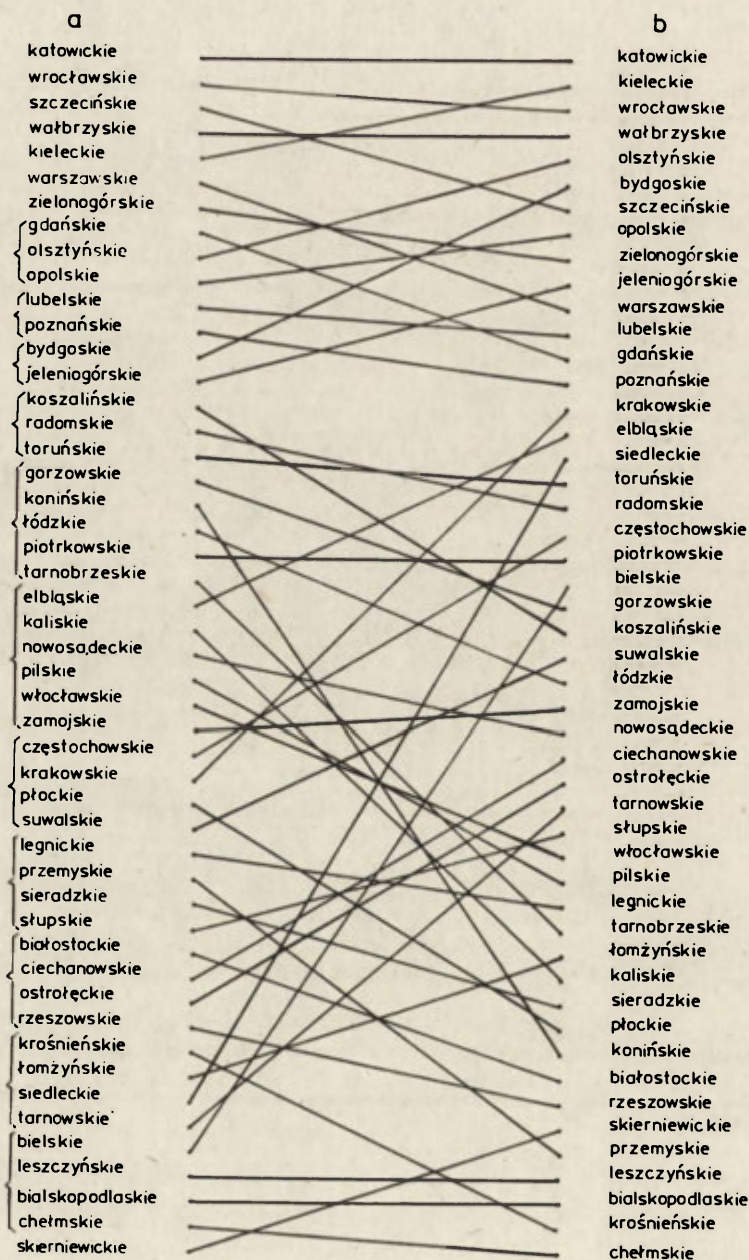 a
katowickie
wrocławskie
szczecińskie
wałbrzyskie
kieleckie
warszawskie
zielonogórskie
gdańskie
olsztyńskie
opolskie
lubelskie
poznańskie
bydgoskie
jeleniogórskie
koszalińskie
radomskie
toruńskie
gorzowskie
konińskie
łódzkie
piotrkowskie
tarnobrzeskie
elbląskie
kaliskie
nowosądeckie
pilskie
włocławskie
zamojskie
częstochowskie
krakowskie
płockie
suwalskie
legnickie
przemyskie
sieradzkie
słupskie
białostockie
ciechanowskie
ostrołęckie
rzeszowskie
krośnieńskie
łomżyńskie
siedleckie
tarnowskie
bielskie
leszczyńskie
bialskopodlaskie
chełmskie
skierniewickie
b
katowickie
kieleckie
wrocławskie
wałbrzyskie
olsztyńskie
bydgoskie
szczecińskie
opolskie
zielonogórskie
jeleniogórskie
warszawskie
lubelskie
gdańskie
poznańskie
krakowskie
elbląskie
siedleckie
toruńskie
radomskie
częstochowskie
piotrkowskie
bielskie
gorzowskie
koszalińskie
suwalskie
łódzkie
zamojskie
nowosądeckie
ciechanowskie
ostrołęckie
tarnowskie
słupskie
włocławskie
pilskie
legnickie
tarnobrzeskie
łomżyńskie
kaliskie
sieradzkie
płockie
konińskie
białostockie
rzeszowskie
skierniewickie
przemyskie
leszczyńskie
bialskopodlaskie
krośnieńskie
chełmskie